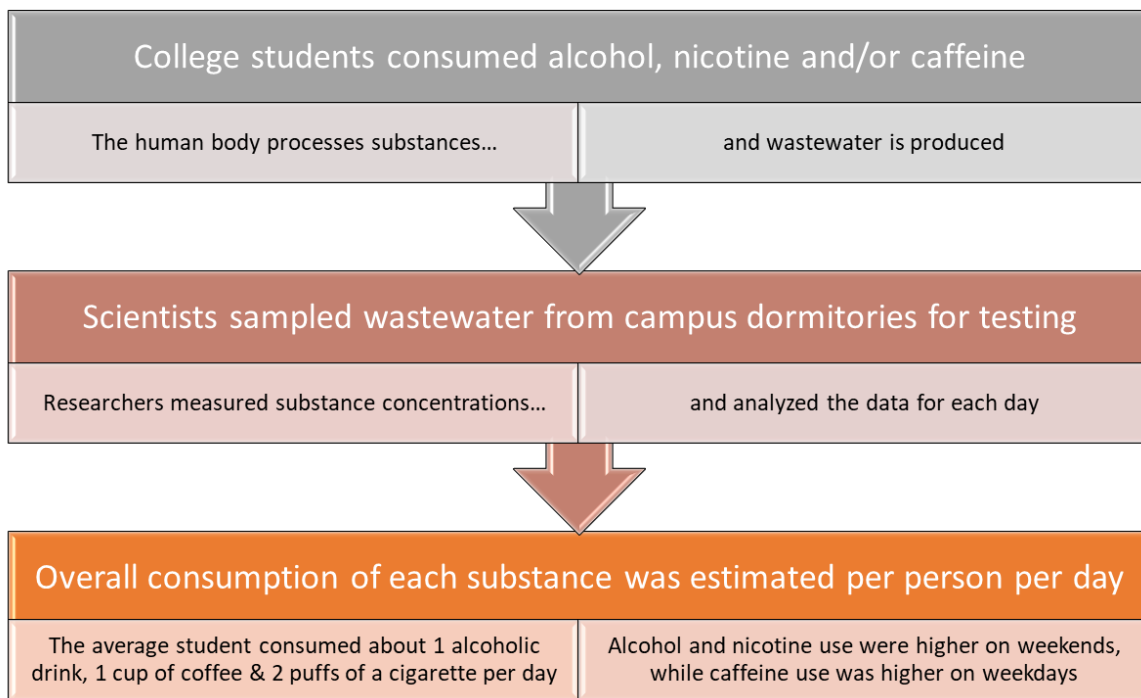 College students consumed alcohol, nicotine and/or caffeine
The human body processes substances…
and wastewater is produced
Scientists sampled wastewater from campus dormitories for testing
Researchers measured substance concentrations…
and analyzed the data for each day
Overall consumption of each substance was estimated per person per day
The average student consumed about 1 alcoholic
drink, 1 cup of coffee & 2 puffs of a cigarette per day
Alcohol and nicotine use were higher on weekends,
while caffeine use was higher on weekdays